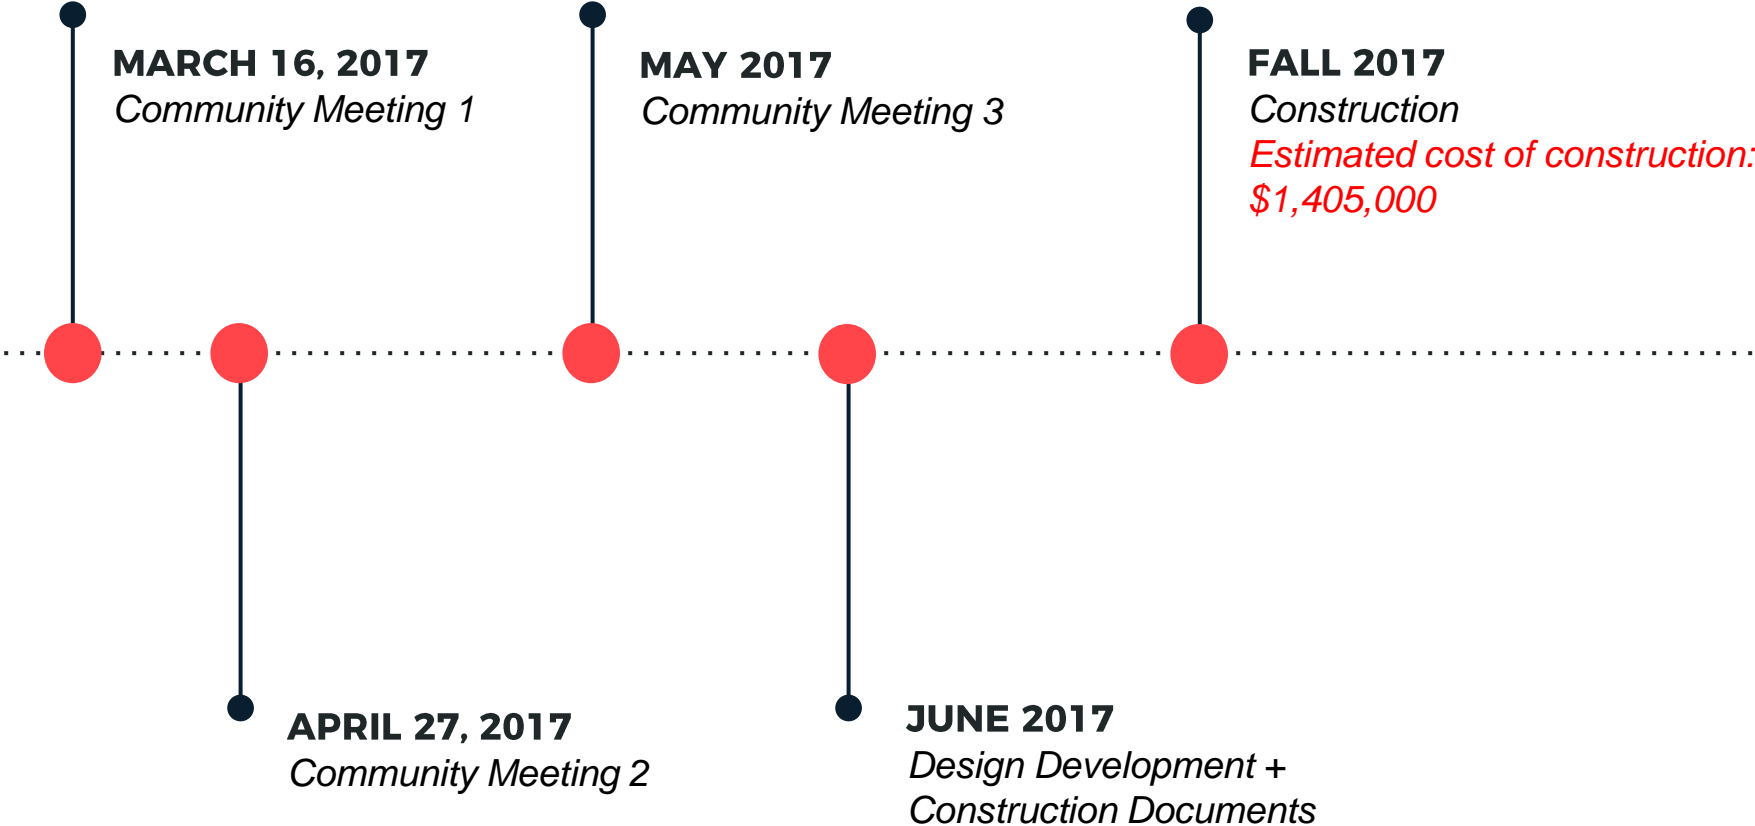 MARCH 16, 2017
Community Meeting 1
APRIL 27, 2017
Community Meeting 2
MAY 2017
Community Meeting 3
JUNE 2017
Design Development +
Construction Documents
FALL 2017
Construction
Estimated cost of construction:
$1,405,000